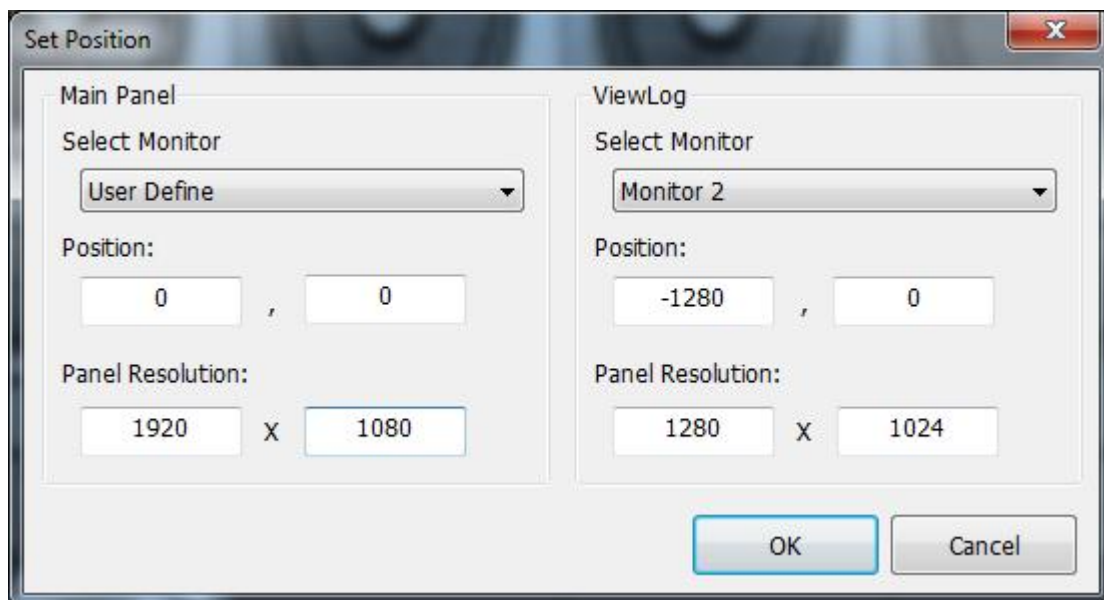 Set Position
Main Panel
Select Monitor
User Define
Position:
0 , 0
Panel Resolution:
1920 X 1080
ViewLog
Select Monitor
Monitor 2
Position:
-1280 , 0
Panel Resolution:
1280 X 1024
OK Cancel